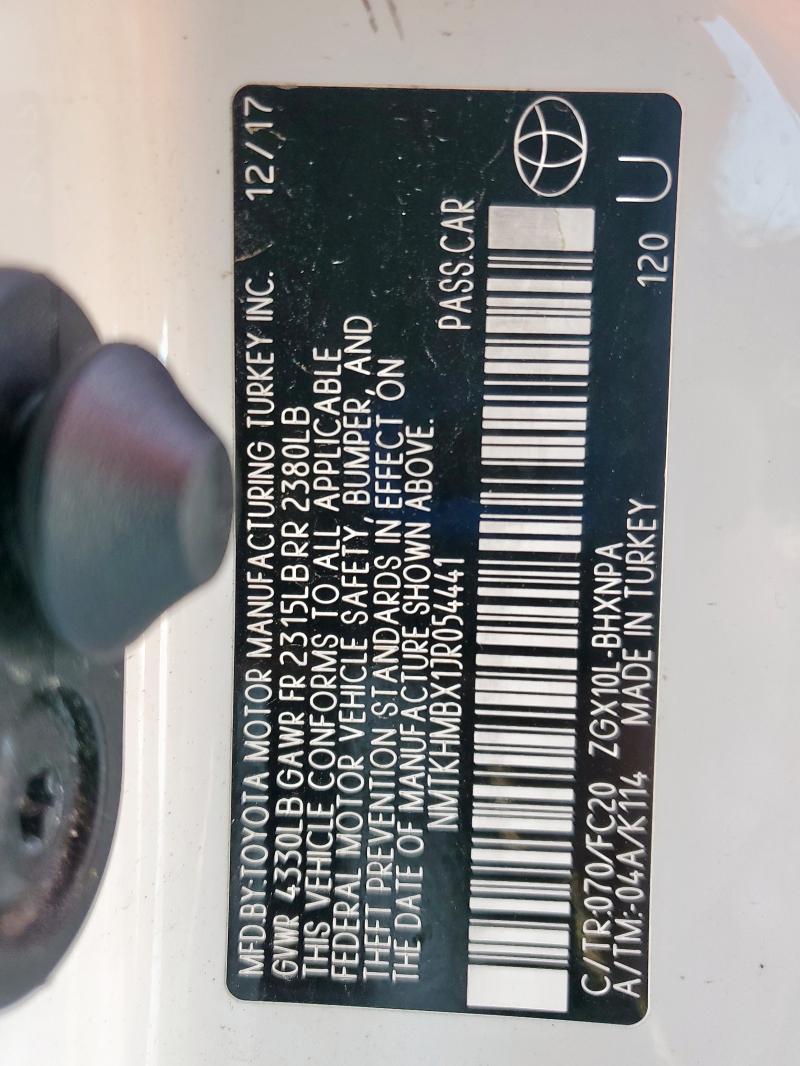 MFD.BY:TOYOTA MOTOR MANUFACTURING TURKEY INC. 12/17
GVWR 4330LB GAWR FR 2315LB RR 2380LB
THIS VEHICLE CONFORMS TO ALL APPLICABLE
FEDERAL MOTOR VEHICLE SAFETY, BUMPER, AND
THEFT PREVENTION STANDARDS IN EFFECT ON
THE DATE OF MANUFACTURE SHOWN ABOVE.
NMTKHMBX1JR054441 PASS.CAR
C/TR:070/FC20 ZGX10L-BHXNPA
A/TM:-04A/K114 MADE IN TURKEY 120 U